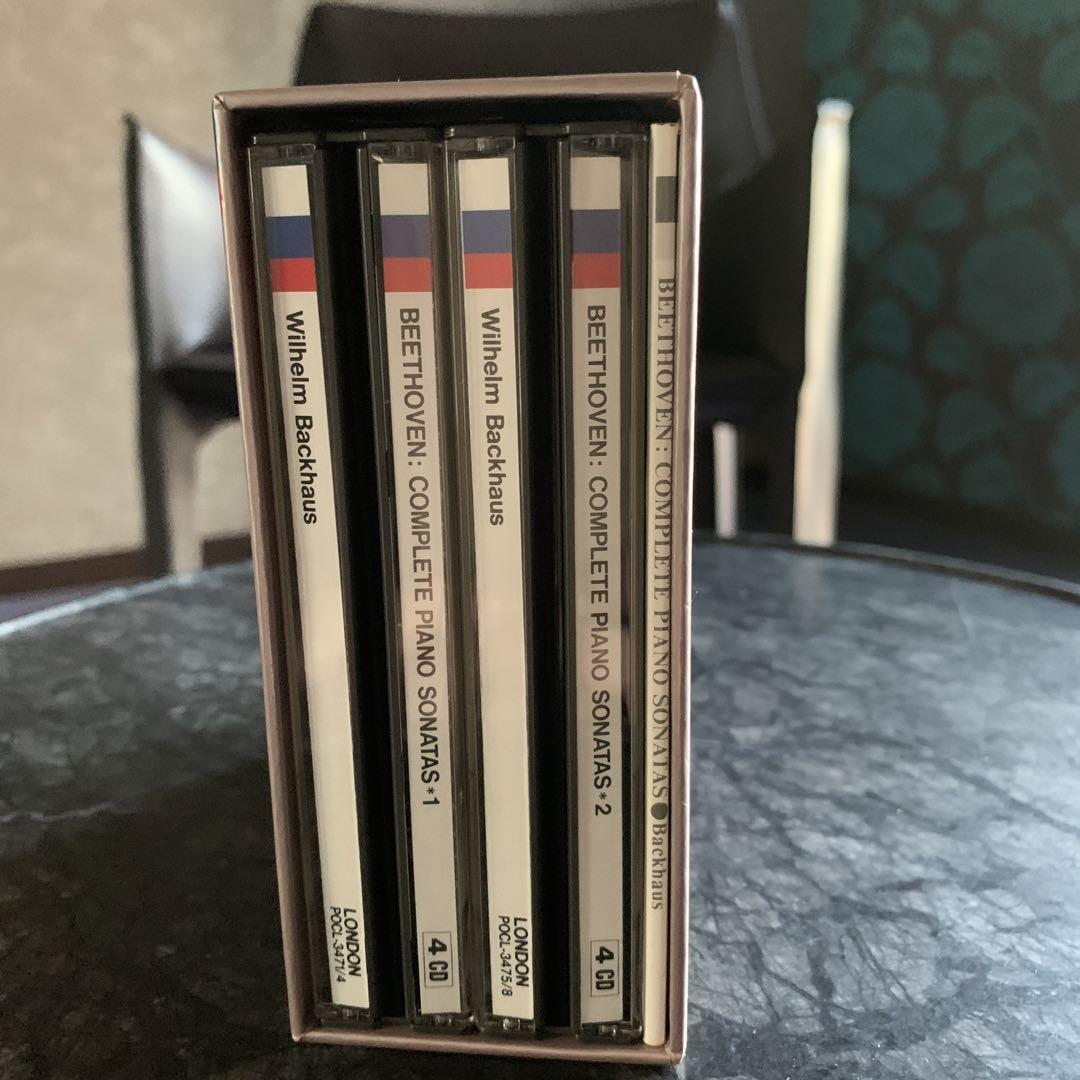 Wilhelm Backhaus
LONDON
POCL-3471/4
BEETHOVEN: COMPLETE PIANO SONATAS*1
4 CD
Wilhelm Backhaus
LONDON
POCL-3475/8
BEETHOVEN: COMPLETE PIANO SONATAS*2
4 CD
BEETHOVEN: COMPLETE PIANO SONATAS●Backhaus